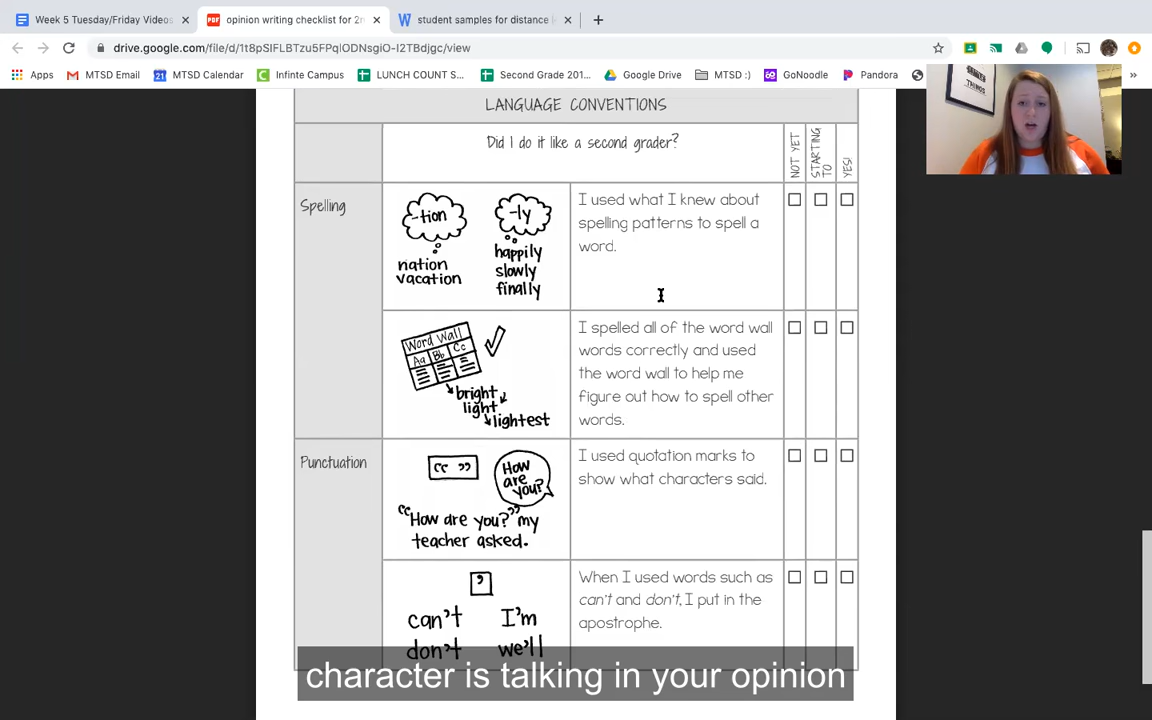 Week 5 Tuesday/Friday Videos
PDF opinion writing checklist for 2n
student samples for distance l
drive.google.com/file/d/1t8pSIFLBTzu5FPqlODNsgiO-I2TBdjgc/view
Apps
MTSD Email
31 MTSD Calendar
Infinte Campus
LUNCH COUNT S...
Second Grade 201...
Google Drive
MTSD :)
GoNoodle
Pandora
THINGS
LANGUAGE CONVENTIONS
Did I do it like a second grader?
NOT YET
STARTING TO
YES!
Spelling
-tion
nation
vacation
-ly
happily
slowly
finally
I used what I knew about
spelling patterns to spell a
word.
Word Wall
Aa Bb Cc
bright
light
lightest
I spelled all of the word wall
words correctly and used
the word wall to help me
figure out how to spell other
words.
Punctuation
“ ”
How
are
you?
“How are you?” my
teacher asked.
I used quotation marks to
show what characters said.
’
can't I'm
don't we'll
When I used words such as
can't and don't, I put in the
apostrophe.
character is talking in your opinion